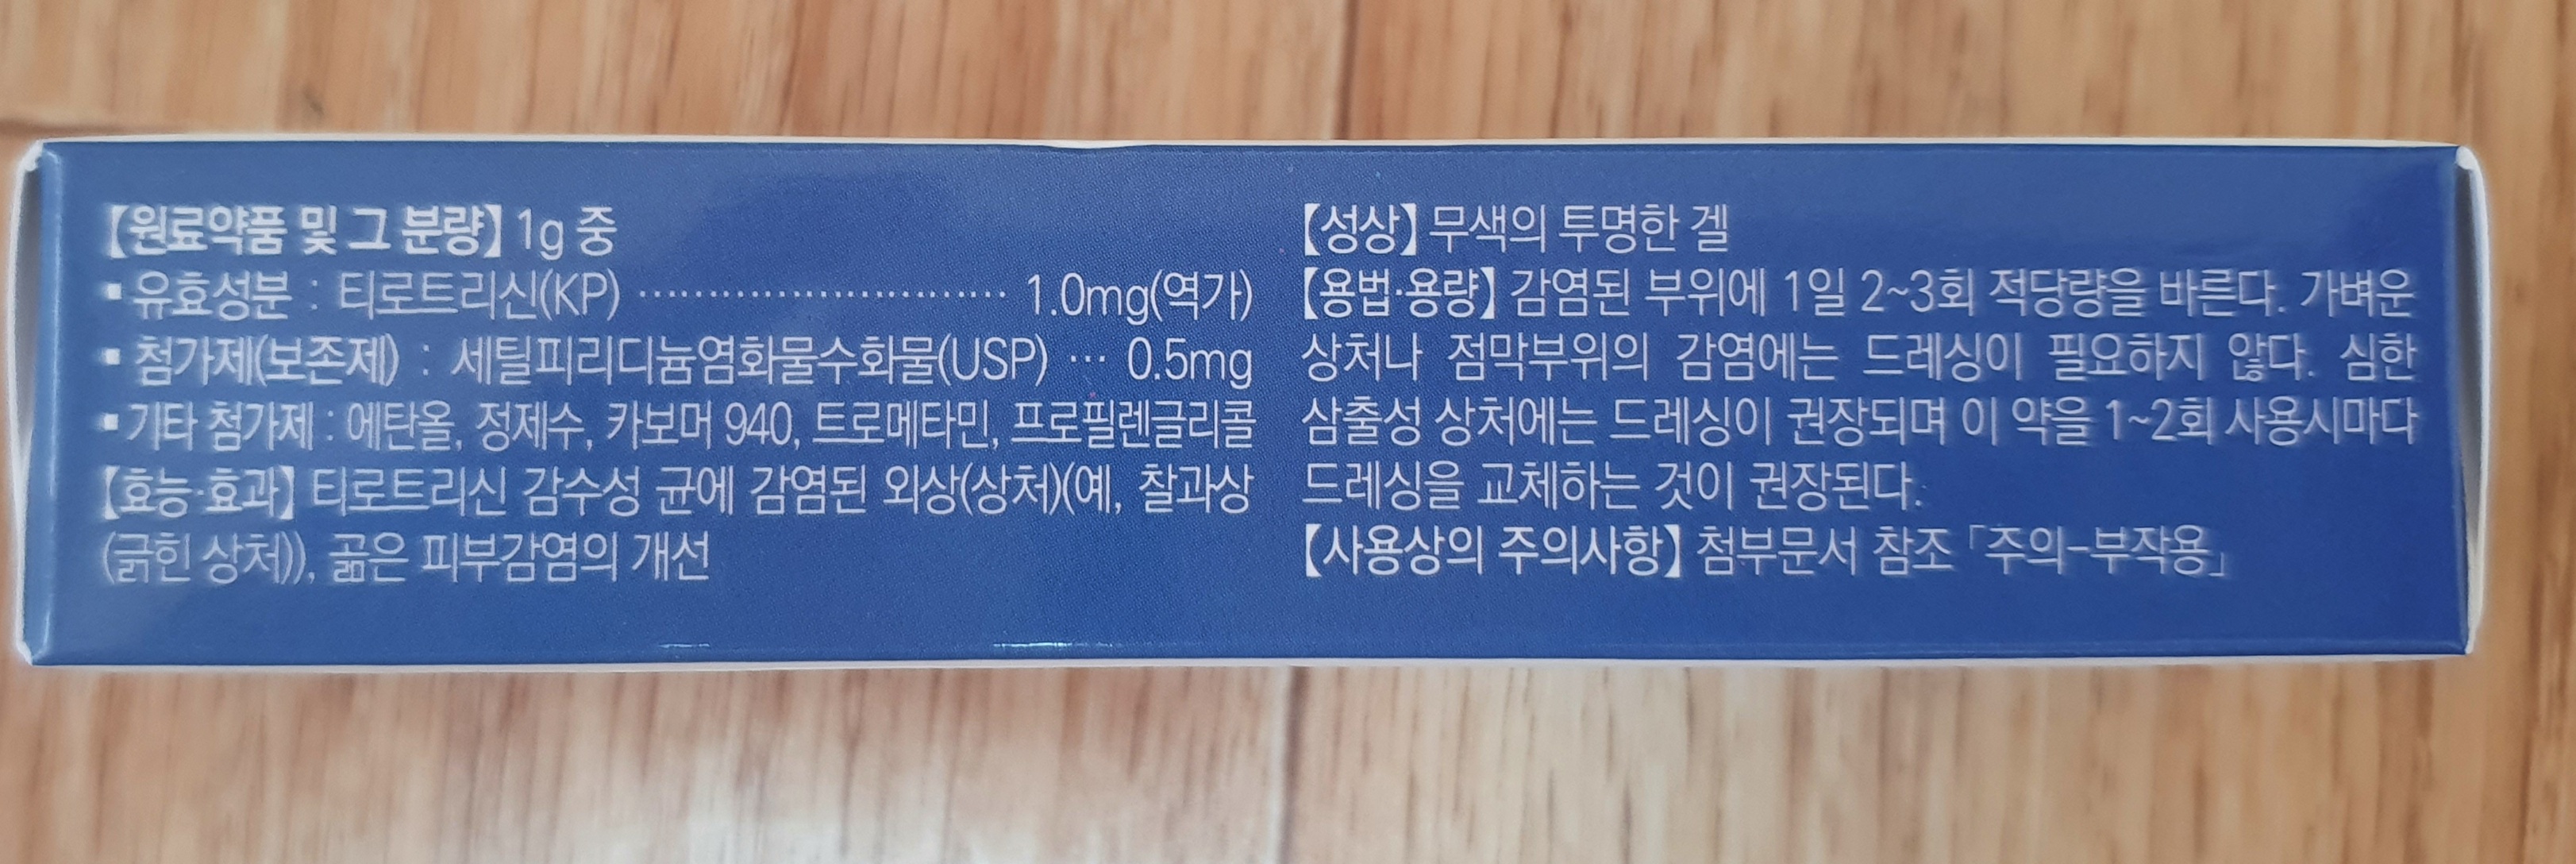 【원료약품 및 그 분량】 1g 중
▪ 유효성분 : 티로트리신(KP) ······························ 1.0mg(역가)
▪ 첨가제(보존제) : 세틸피리디늄염화물수화물(USP) ··· 0.5mg
▪ 기타 첨가제 : 에탄올, 정제수, 카보머 940, 트로메타민, 프로필렌글리콜
【효능·효과】 티로트리신 감수성 균에 감염된 외상(상처)(예, 찰과상
(긁힌 상처)), 곪은 피부감염의 개선
【성상】 무색의 투명한 겔
【용법·용량】 감염된 부위에 1일 2~3회 적당량을 바른다. 가벼운
상처나 점막부위의 감염에는 드레싱이 필요하지 않다. 심한
삼출성 상처에는 드레싱이 권장되며 이 약을 1~2회 사용시마다
드레싱을 교체하는 것이 권장된다.
【사용상의 주의사항】 첨부문서 참조 「주의-부작용」